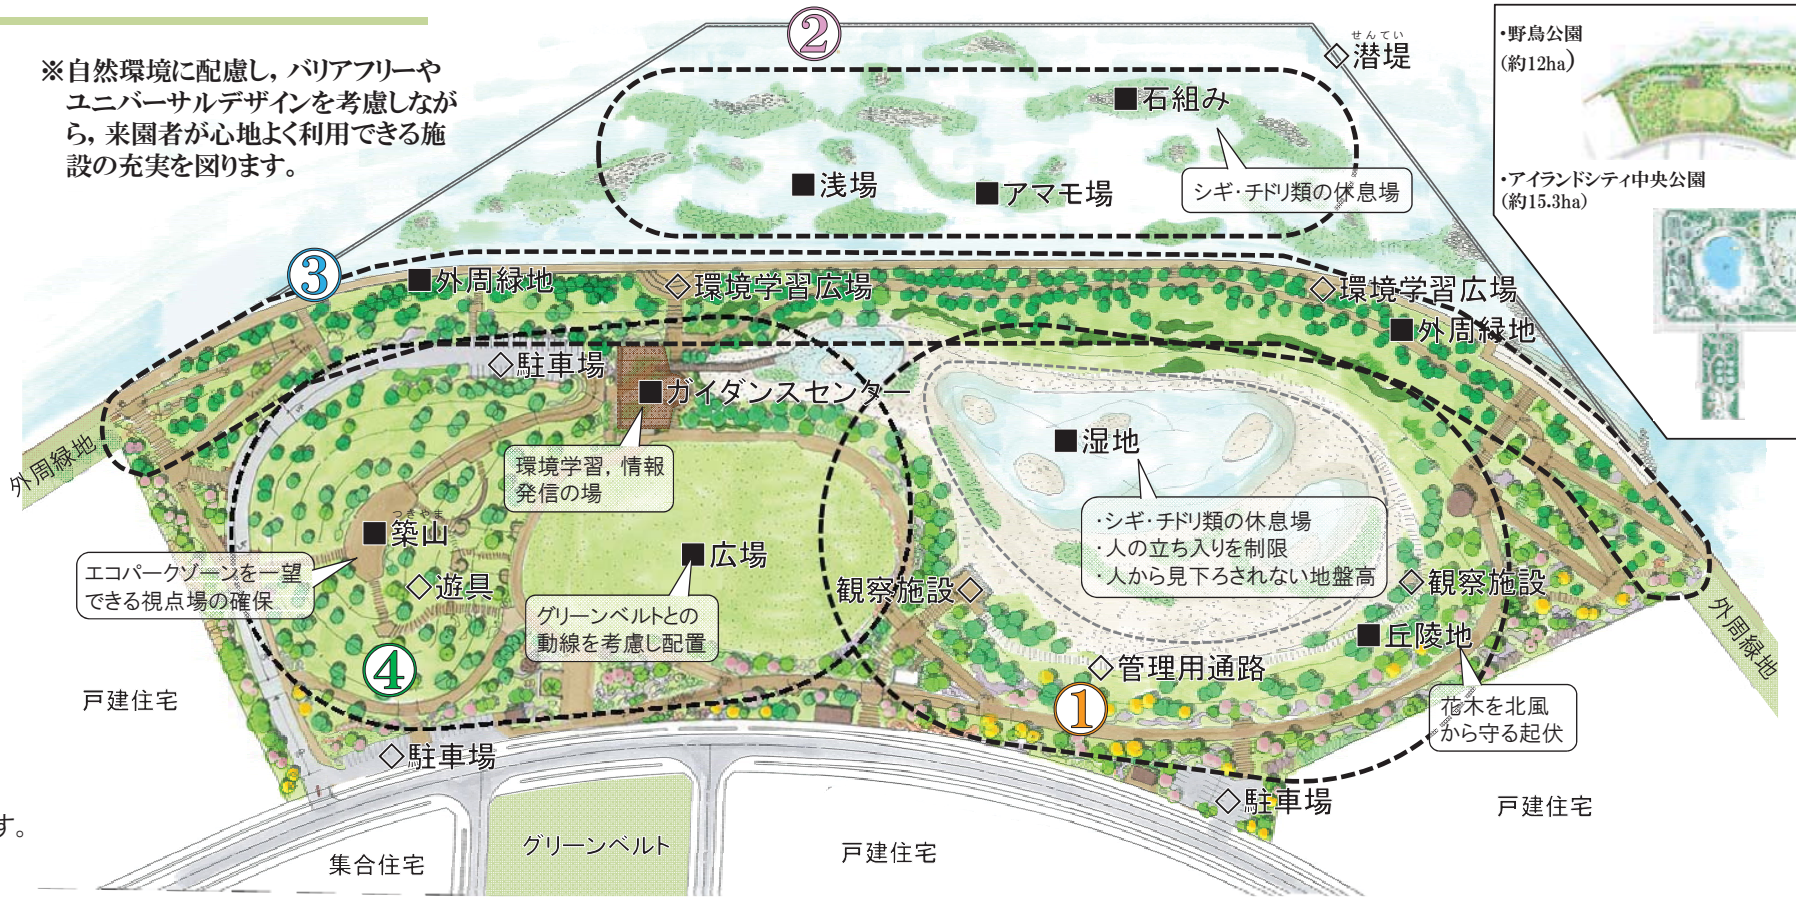 ※自然環境に配慮し，バリアフリーや
ユニバーサルデザインを考慮しなが
ら，来園者が心地よく利用できる施
設の充実を図ります。
②
せんてい
◇潜堤
・野鳥公園
(約12ha)
・アイランドシティ中央公園
(約15.3ha)
■石組み
■浅場
■アマモ場
シギ・チドリ類の休息場
③
■外周緑地
◇環境学習広場
◇環境学習広場
■外周緑地
◇駐車場
■ガイダンスセンター
環境学習，情報
発信の場
外周緑地
■湿地
・シギ・チドリ類の休息場
・人の立ち入りを制限
・人から見下ろされない地盤高
つきやま
■築山
エコパークゾーンを一望
できる視点場の確保
◇遊具
■広場
グリーンベルトとの
動線を考慮し配置
観察施設◇
◇観察施設
■丘陵地
花木を北風
から守る起伏
外周緑地
④
◇管理用通路
①
戸建住宅
◇駐車場
◇駐車場
戸建住宅
す。
集合住宅
グリーンベルト
戸建住宅